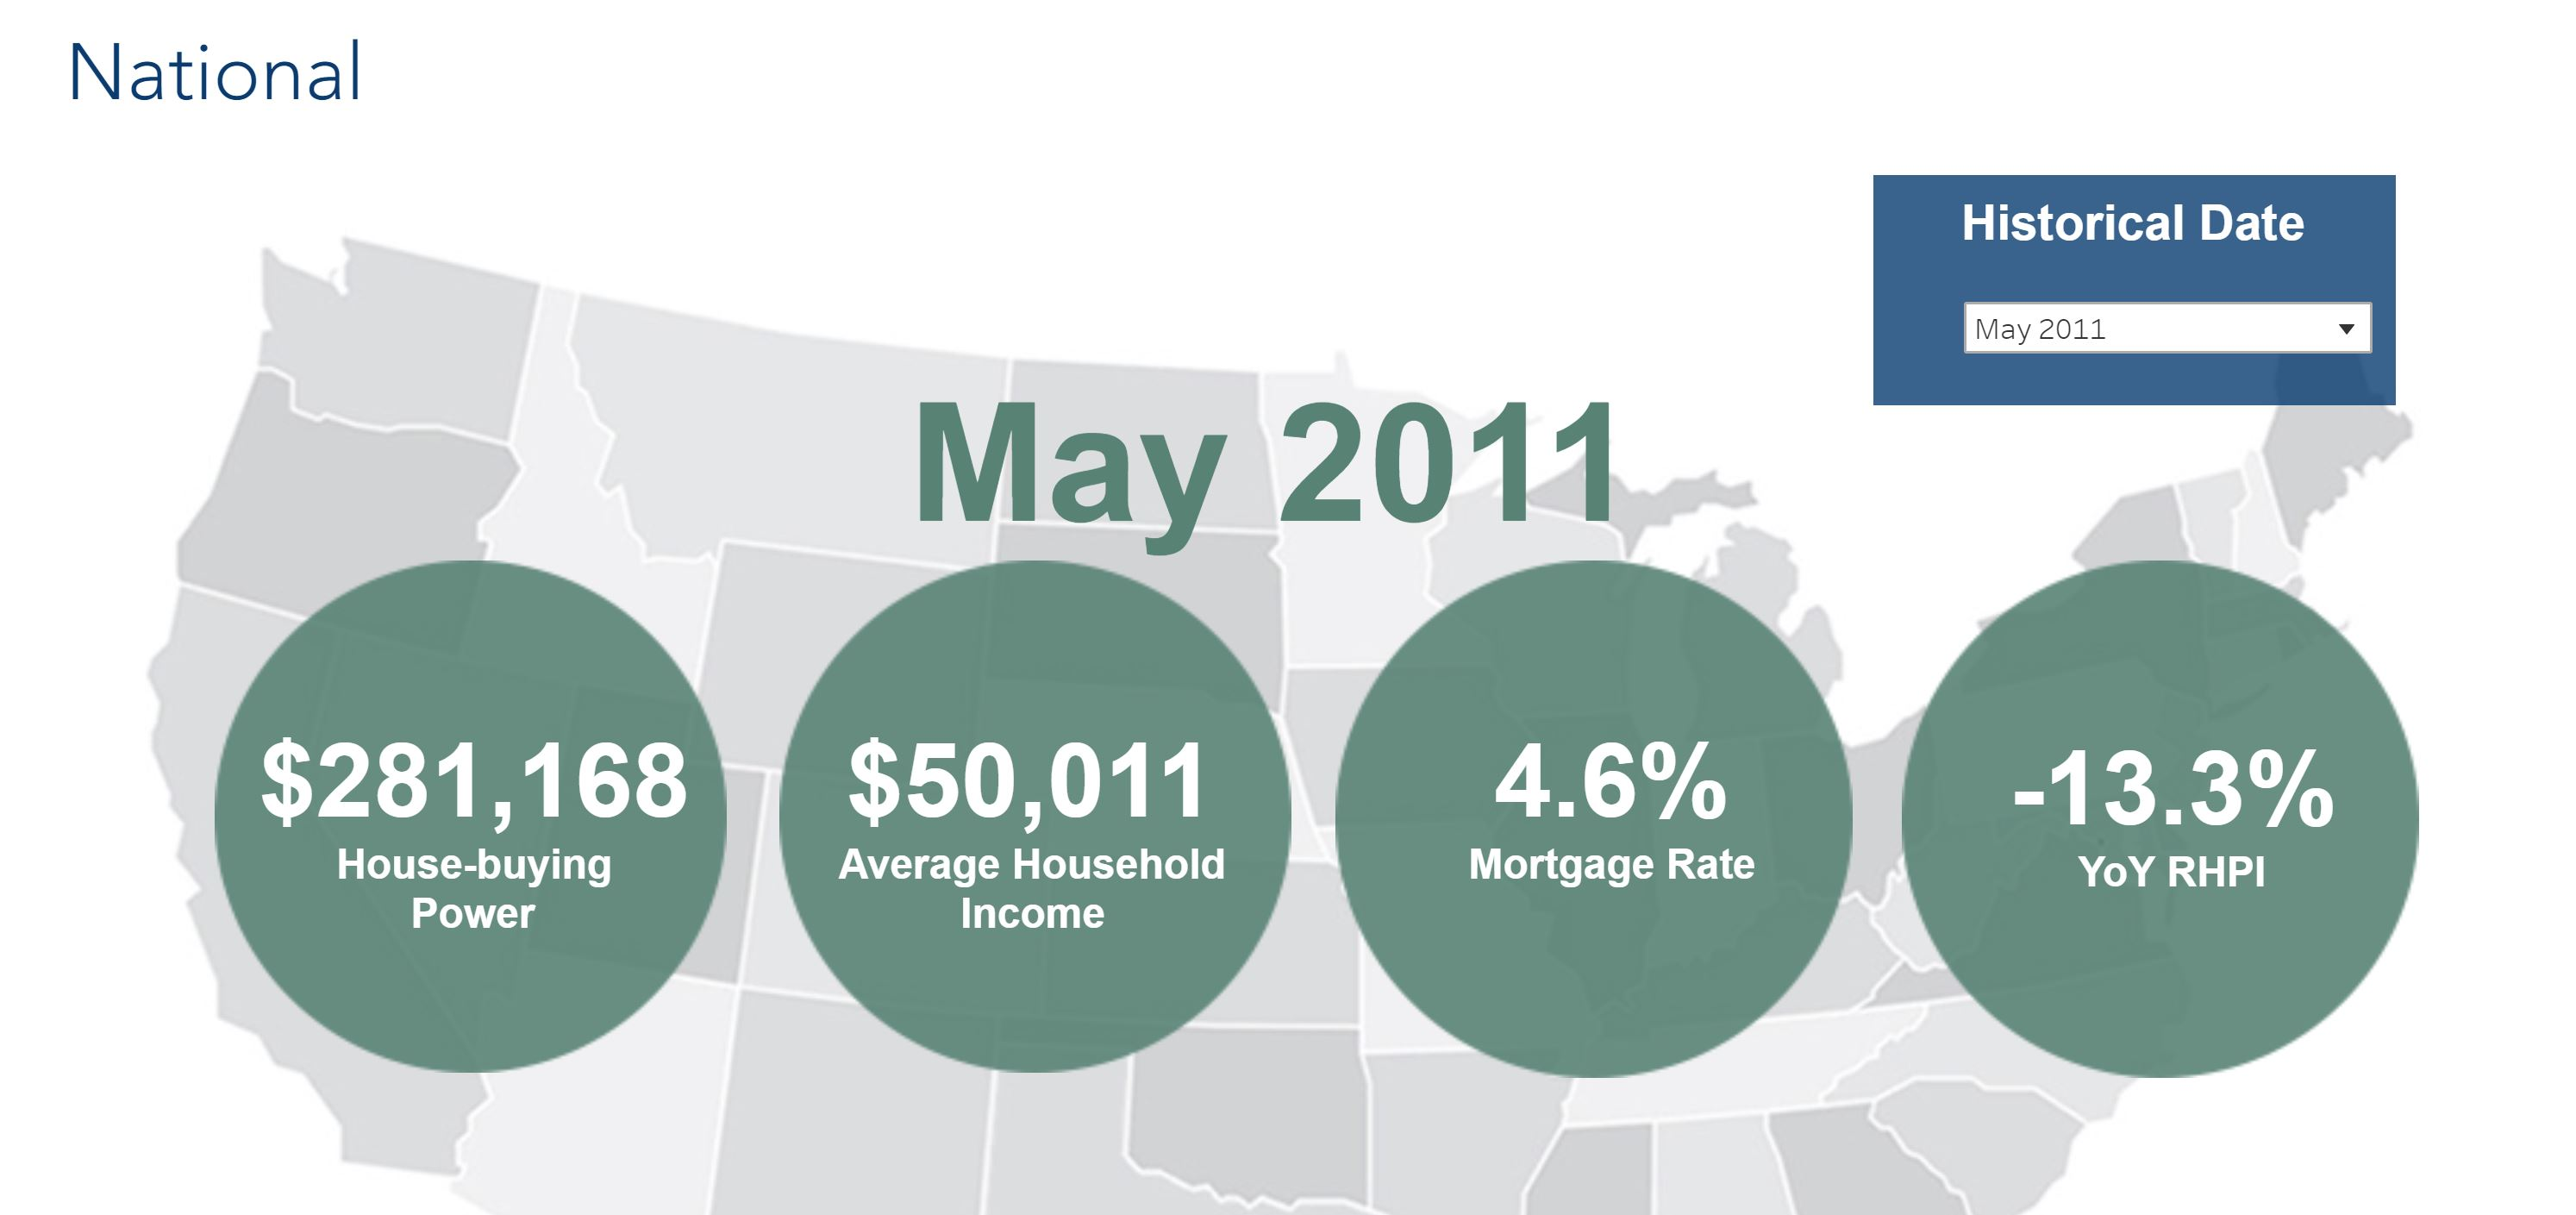 National
Historical Date
May 2011
May 2011
$281,168
House-buying
Power
$50,011
Average Household
Income
4.6%
Mortgage Rate
-13.3%
YoY RHPI